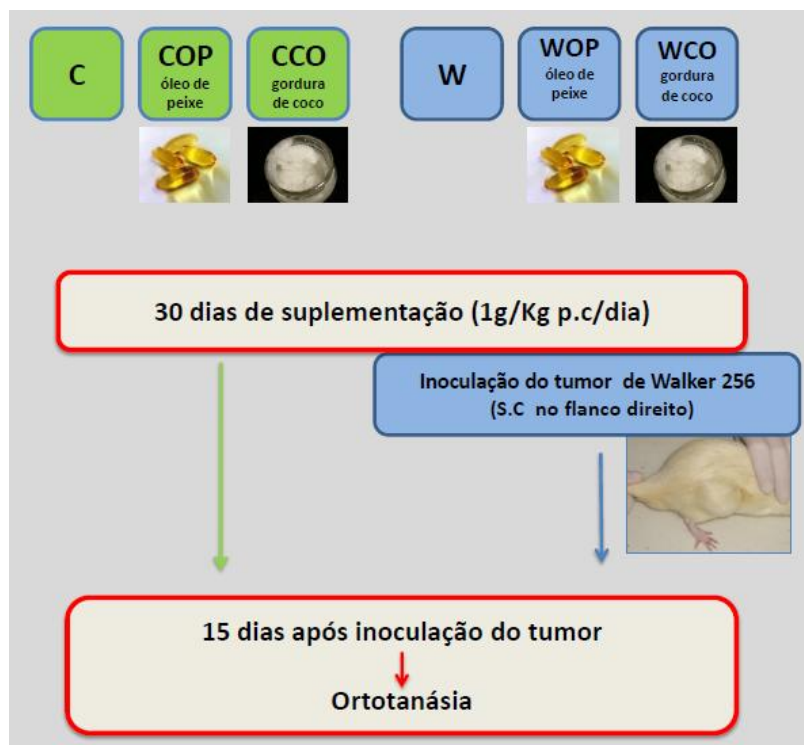 C
COP
óleo de
peixe
CCO
gordura
de coco
W
WOP
óleo de
peixe
WCO
gordura
de coco
30 dias de suplementação (1g/Kg p.c/dia)
Inoculação do tumor de Walker 256
(S.C no flanco direito)
15 dias após inoculação do tumor
Ortotanásia